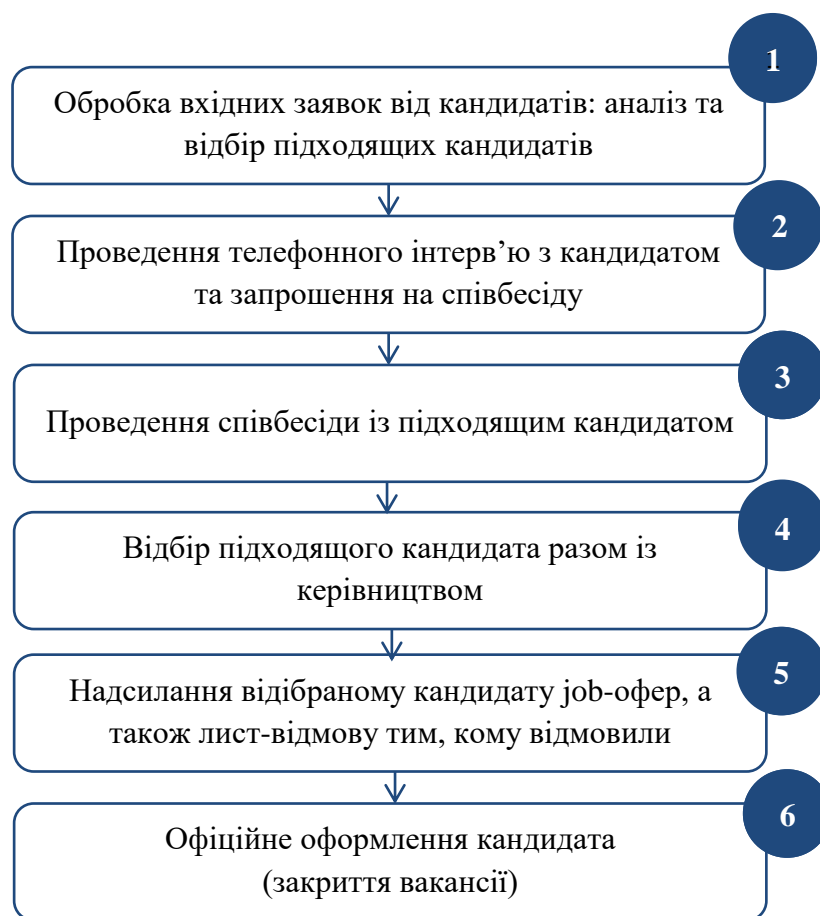 1
Обробка вхідних заявок від кандидатів: аналіз та
відбір підходящих кандидатів
2
Проведення телефонного інтерв’ю з кандидатом
та запрошення на співбесіду
3
Проведення співбесіди із підходящим кандидатом
4
Відбір підходящого кандидата разом із
керівництвом
5
Надсилання відібраному кандидату job-офер, а
також лист-відмову тим, кому відмовили
6
Офіційне оформлення кандидата
(закриття вакансії)